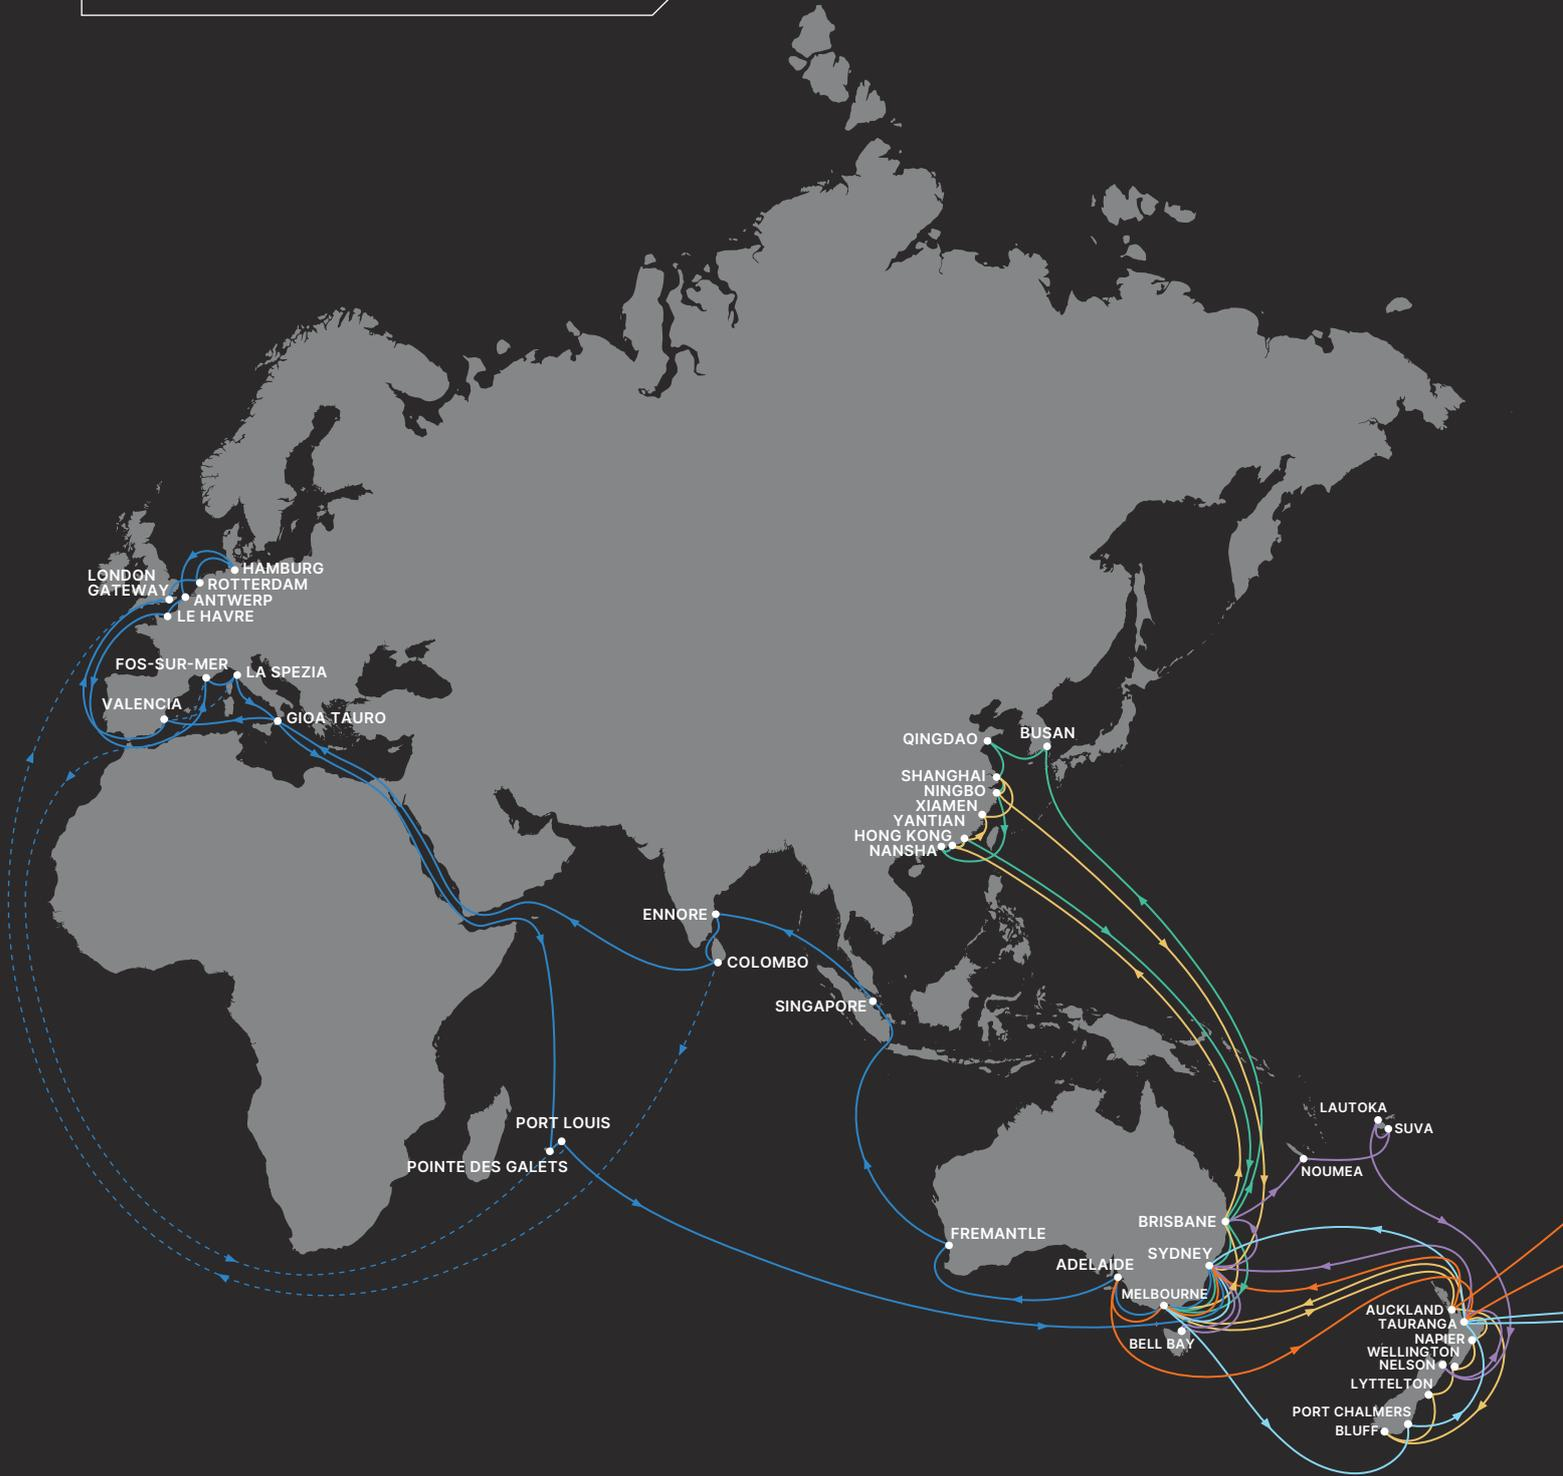 HAMBURG
LONDON
GATEWAY
ROTTERDAM
ANTWERP
LE HAVRE
FOS-SUR-MER
LA SPEZIA
VALENCIA
GIOA TAURO
QINGDAO
BUSAN
SHANGHAI
NINGBO
XIAMEN
YANTIAN
HONG KONG
NANSHA
ENNORE
COLOMBO
SINGAPORE
PORT LOUIS
POINTE DES GALETS
LAUTOKA
SUVA
NOUMEA
BRISBANE
FREMANTLE
SYDNEY
ADELAIDE
MELBOURNE
BELL BAY
AUCKLAND
TAURANGA
NAPIER
WELLINGTON
NELSON
LYTTELTON
PORT CHALMERS
BLUFF